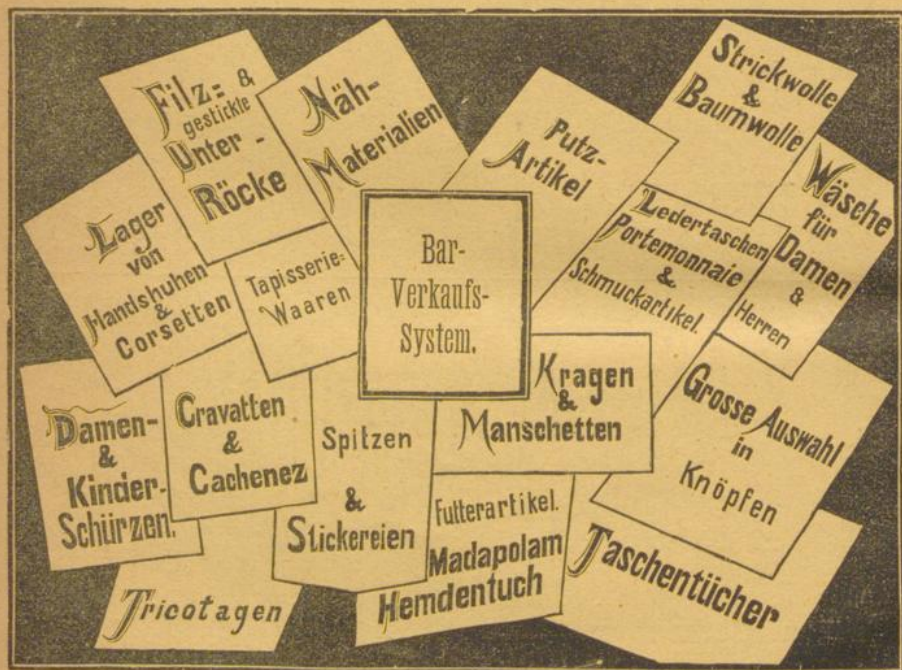 Filz= &
gestickte
Unter-
Röcke
Näh-
Materialien
Putz-
Artikel
Strickwolle
&
Baumwolle
Lager
von
Handshuhen
&
Corsetten
Tapisserie=
Waaren
Bar-
Verkaufs-
System.
Ledertaschen
Portemonnaie
&
Schmuckartikel.
Wäsche
für
Damen
&
Herren
Damen-
&
Kinder-
Schürzen.
Cravatten
&
Cachenez
Spitzen
&
Stickereien
Kragen
&
Manschetten
Grosse Auswahl
in
Knöpfen
Tricotagen
Futterartikel.
Madapolam
Hemdentuch
Taschentücher